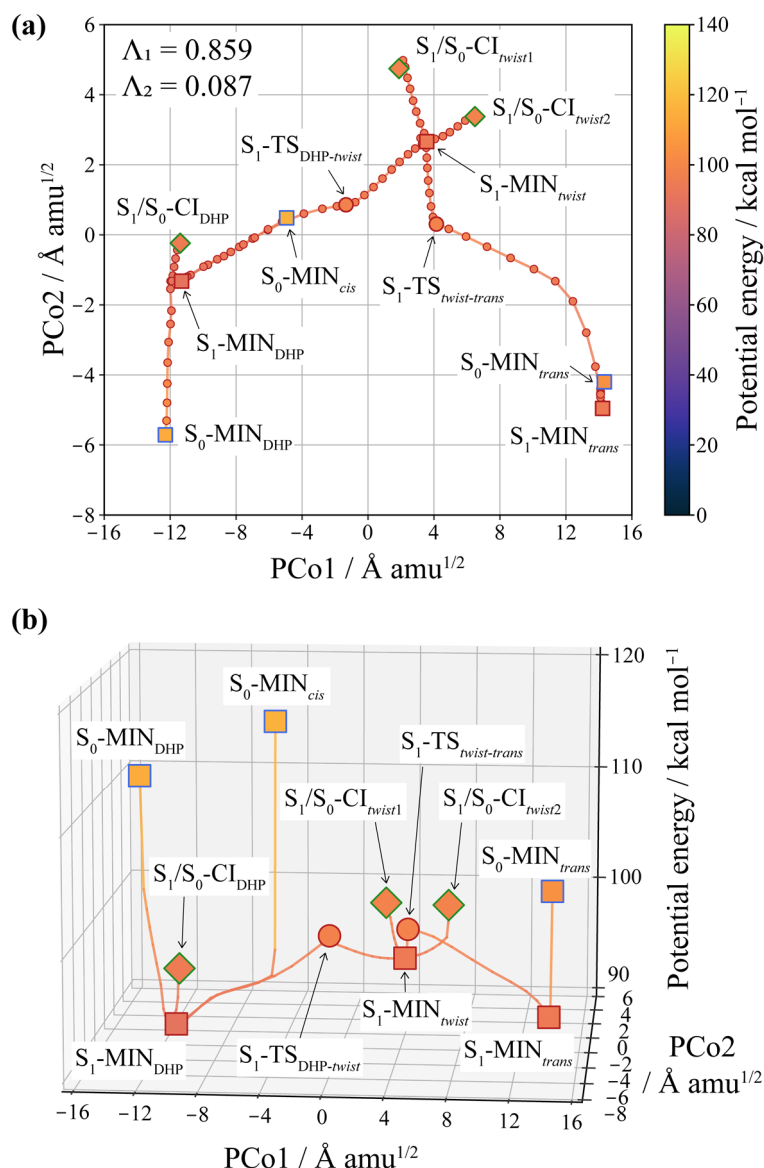 (a)
Λ₁ = 0.859
Λ₂ = 0.087
S₁/S₀-CI_twist1
S₁/S₀-CI_twist2
S₁-TS_DHP-twist
S₁-MIN_twist
S₁/S₀-CI_DHP
S₀-MIN_cis
S₁-TS_twist-trans
S₁-MIN_DHP
S₀-MIN_trans
S₀-MIN_DHP
S₁-MIN_trans
6
4
2
0
−2
−4
−6
−8
PCo2 / Å amu^1/2
−16 −12 −8 −4 0 4 8 12 16
PCo1 / Å amu^1/2
140
120
100
80
60
40
20
0
Potential energy / kcal mol⁻¹
(b)
S₀-MIN_cis
S₀-MIN_DHP
S₁-TS_twist-trans
S₁/S₀-CI_twist1
S₁/S₀-CI_twist2
S₀-MIN_trans
S₁/S₀-CI_DHP
S₁-MIN_twist
S₁-MIN_DHP
S₁-TS_DHP-twist
S₁-MIN_trans
120
110
100
90
Potential energy / kcal mol⁻¹
6
4
2
0
−2
−4
−6
−8
PCo2
/ Å amu^1/2
−16 −12 −8 −4 0 4 8 12 16
PCo1 / Å amu^1/2